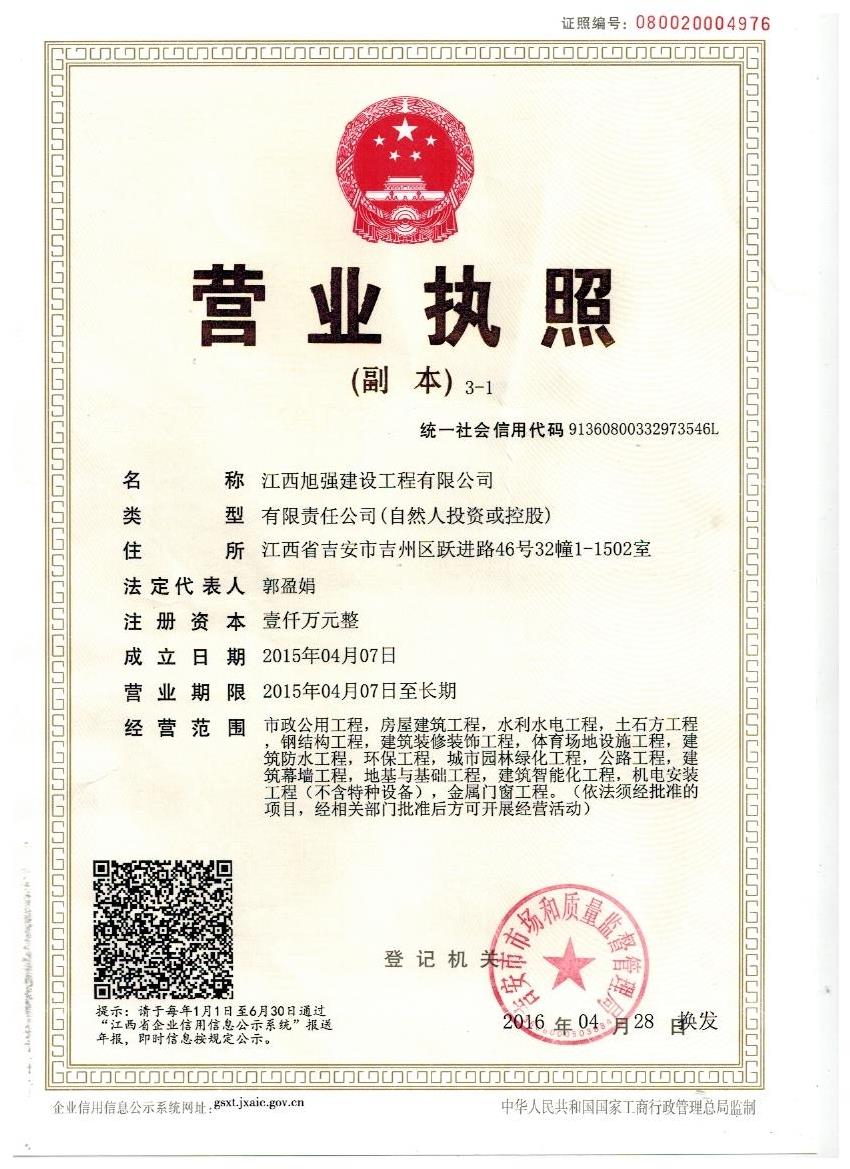 证照编号：080020004976
营业执照
(副 本) 3-1
统一社会信用代码 91360800332973546L
名 称 江西旭强建设工程有限公司
类 型 有限责任公司(自然人投资或控股)
住 所 江西省吉安市吉州区跃进路46号32幢1-1502室
法定代表人 郭盈娟
注册资本 壹仟万元整
成立日期 2015年04月07日
营业期限 2015年04月07日至长期
经营范围 市政公用工程，房屋建筑工程，水利水电工程，土石方工程
，钢结构工程，建筑装修装饰工程，体育场地设施工程，建
筑防水工程，环保工程，城市园林绿化工程，公路工程，建
筑幕墙工程，地基与基础工程，建筑智能化工程，机电安装
工程（不含特种设备），金属门窗工程。（依法须经批准的
项目，经相关部门批准后方可开展经营活动）
登记机关
吉安市市场和质量监督管理局
2016 年 04 月 28 日 换发
提示：请于每年1月1日至6月30日通过
“江西省企业信用信息公示系统”报送
年报，即时信息按规定公示。
企业信用信息公示系统网址：gsxt.jxaic.gov.cn
中华人民共和国国家工商行政管理总局监制